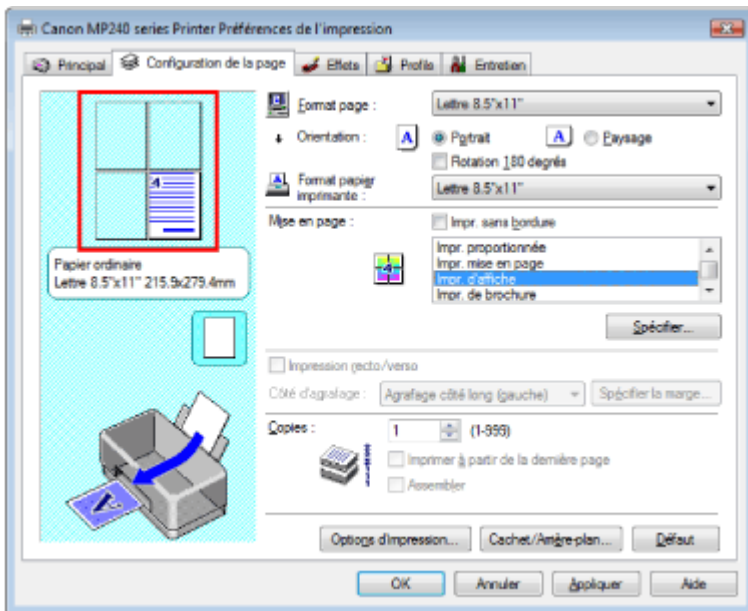 Canon MP240 series Printer Préférences de l'impression
Principal
Configuration de la page
Effets
Profils
Entretien
4
Papier ordinaire
Lettre 8.5"x11" 215.9x279.4mm
Format page :
Lettre 8.5"x11"
Orientation :
A
Portrait
A
Paysage
Rotation 180 degrés
Format papier
imprimante :
Lettre 8.5"x11"
Mise en page :
Impr. sans bordure
4
Impr. proportionnée
Impr. mise en page
Impr. d'affiche
Impr. de brochure
Spécifier...
Impression recto/verso
Côté d'agrafage :
Agrafage côté long (gauche)
Spécifier la marge...
Copies :
1
(1-999)
Imprimer à partir de la dernière page
Assembler
Options d'impression...
Cachet/Arrière-plan...
Défaut
OK
Annuler
Appliquer
Aide